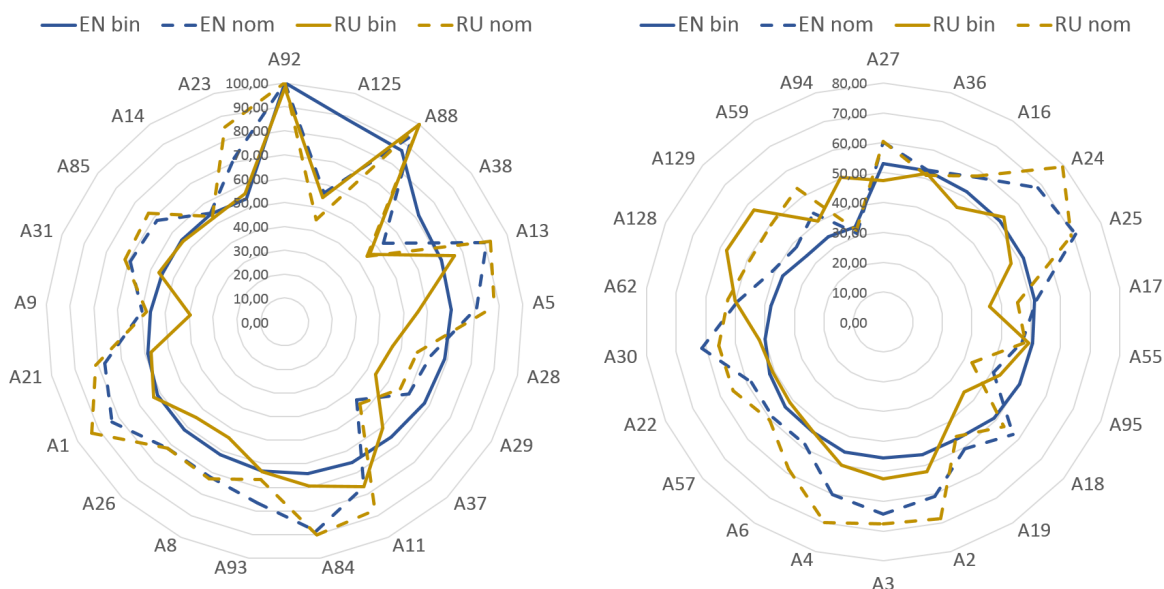 EN bin EN nom RU bin RU nom
A92
A23 A125
A14 A88
A85 A38
A31 A13
A9 A5
A21 A28
A1 A29
A26 A37
A8 A11
A93 A84
100,00
90,00
80,00
70,00
60,00
50,00
40,00
30,00
20,00
10,00
0,00
EN bin EN nom RU bin RU nom
A27
A94 A36
A59 A16
A129 A24
A128 A25
A62 A17
A30 A55
A22 A95
A57 A18
A6 A19
A4 A2
A3
80,00
70,00
60,00
50,00
40,00
30,00
20,00
10,00
0,00